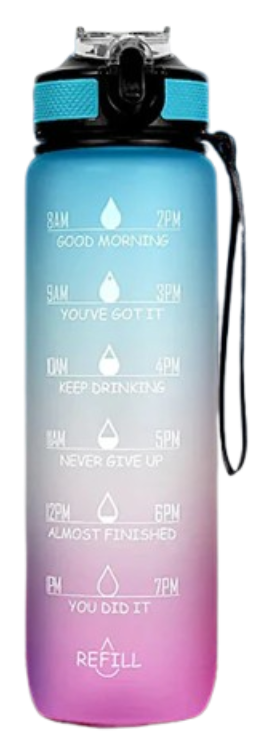 8AM 2PM
GOOD MORNING
9AM 3PM
YOU'VE GOT IT
10AM 4PM
KEEP DRINKING
11AM 5PM
NEVER GIVE UP
12PM 6PM
ALMOST FINISHED
1PM 7PM
YOU DID IT
REFILL